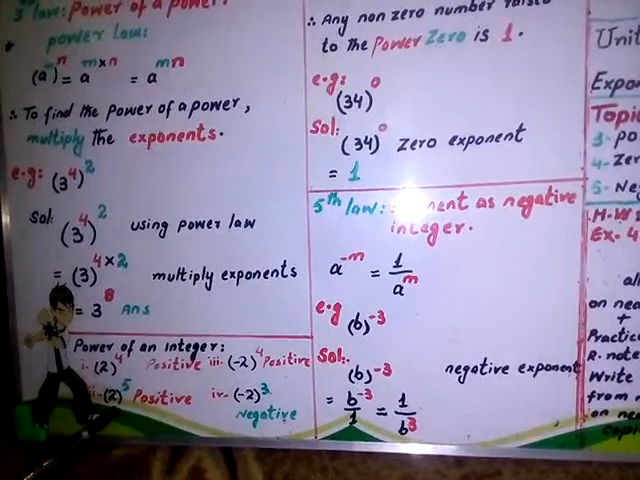 3 law: Power of a power:
power law:
(a^m)^n = a^m×n = a^mn
∴ To find the power of a power,
multiply the exponents.
e.g: (3^4)^2
Sol:
(3^4)^2 using power law
= (3)^4×2 multiply exponents
= 3^8 Ans
Power of an integer:
i- (2)^4 Positive iii- (-2)^4 Positive
ii- (2)^5 Positive iv- (-2)^3
Negative
∴ Any non zero number
to the Power Zero is 1.
e.g:
(34)^0
Sol:
(34)^0 zero exponent
= 1
5th law: as negative
integer.
a^-m = 1/a^m
e.g
(b)^-3
Sol:
(b)^-3 negative exponent
= b^-3/1 = 1/b^3
Unit
Expon
Topic
3- Po
4- Zer
5- Neg
H.W
Ex. 4
all
on nea
+
Practice
R. note
Write
from
on ne